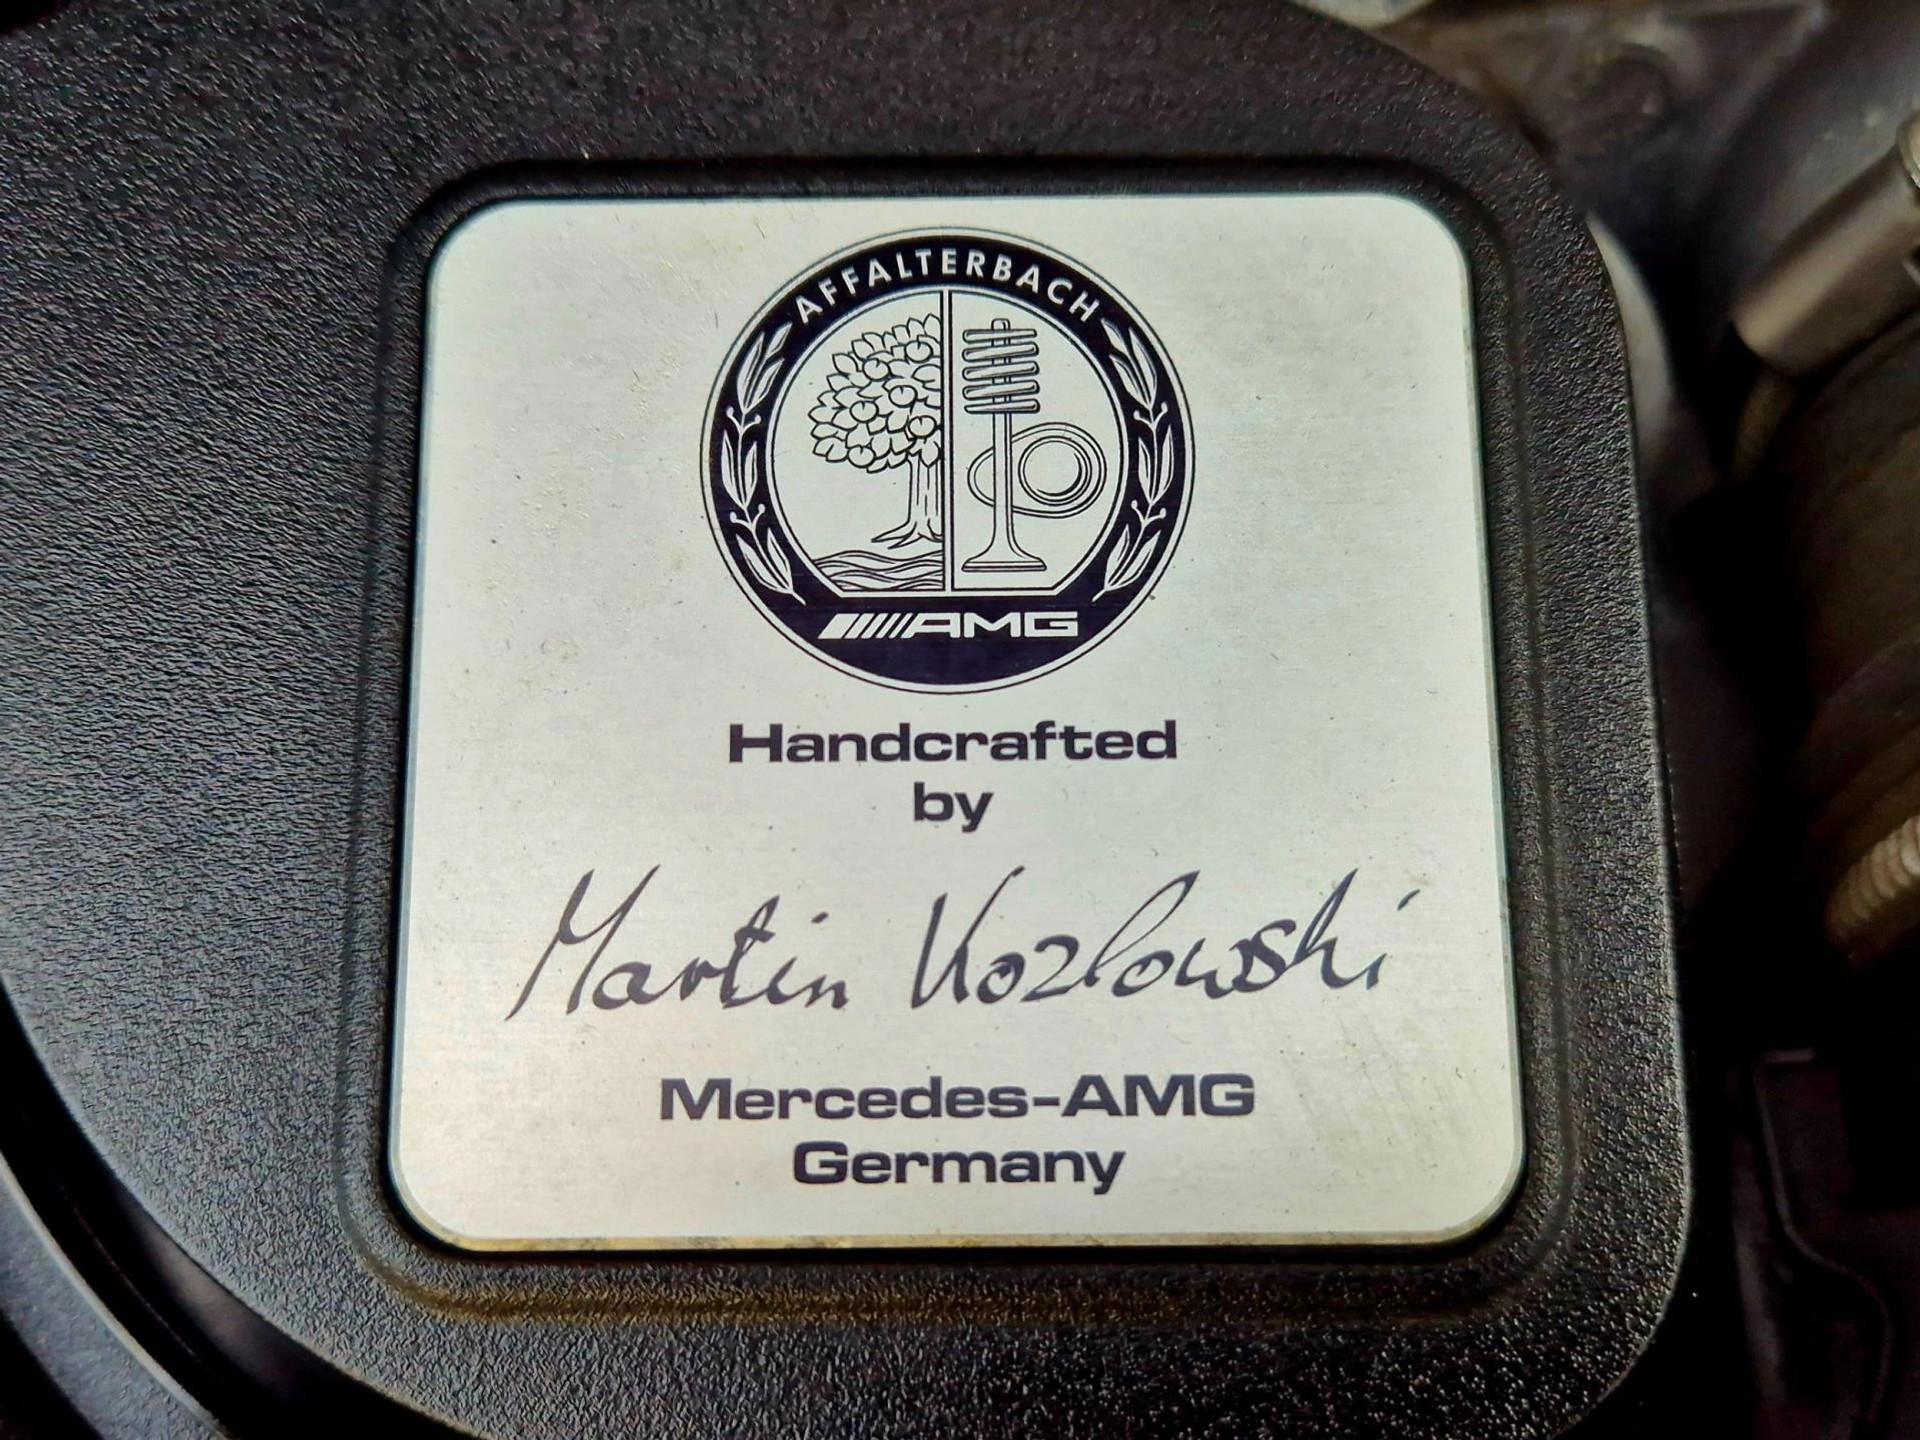 AFFALTERBACH
AMG
Handcrafted
by
Martin Kozlowski
Mercedes-AMG
Germany